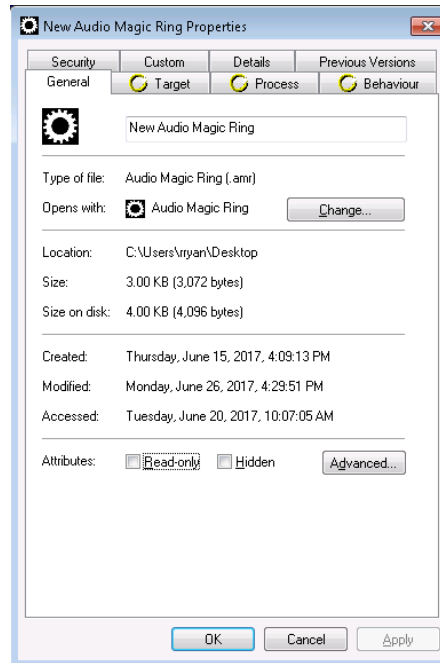 New Audio Magic Ring Properties
Security Custom Details Previous Versions
General Target Process Behaviour
New Audio Magic Ring
Type of file: Audio Magic Ring (.amr)
Opens with: Audio Magic Ring Change...
Location: C:\Users\rryan\Desktop
Size: 3.00 KB (3,072 bytes)
Size on disk: 4.00 KB (4,096 bytes)
Created: Thursday, June 15, 2017, 4:09:13 PM
Modified: Monday, June 26, 2017, 4:29:51 PM
Accessed: Tuesday, June 20, 2017, 10:07:05 AM
Attributes: Read-only Hidden Advanced...
OK Cancel Apply